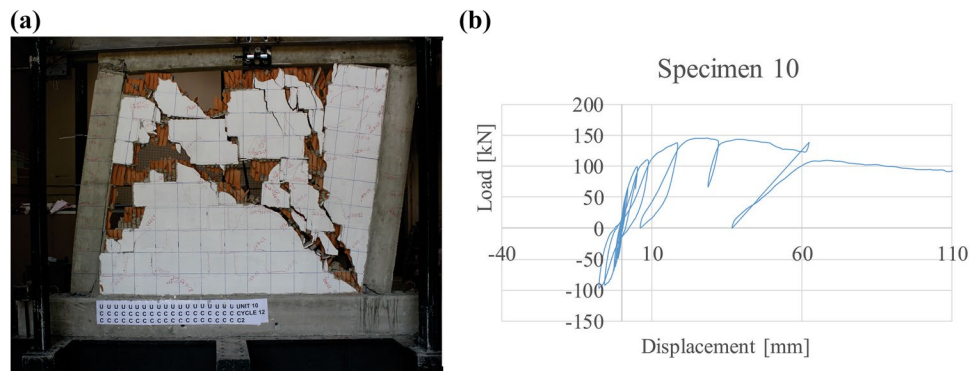 (a)
(b)
Specimen 10
200
150
100
50
0
-50
-100
-150
-40
10
60
110
Load [kN]
Displacement [mm]
U U U U U U U U U U U U U U U U U U U UNIT 10
C C C C C C C C C C C C C C C C C C C CYCLE 12
C C C C C C C C C C C C C C C C C C C C2